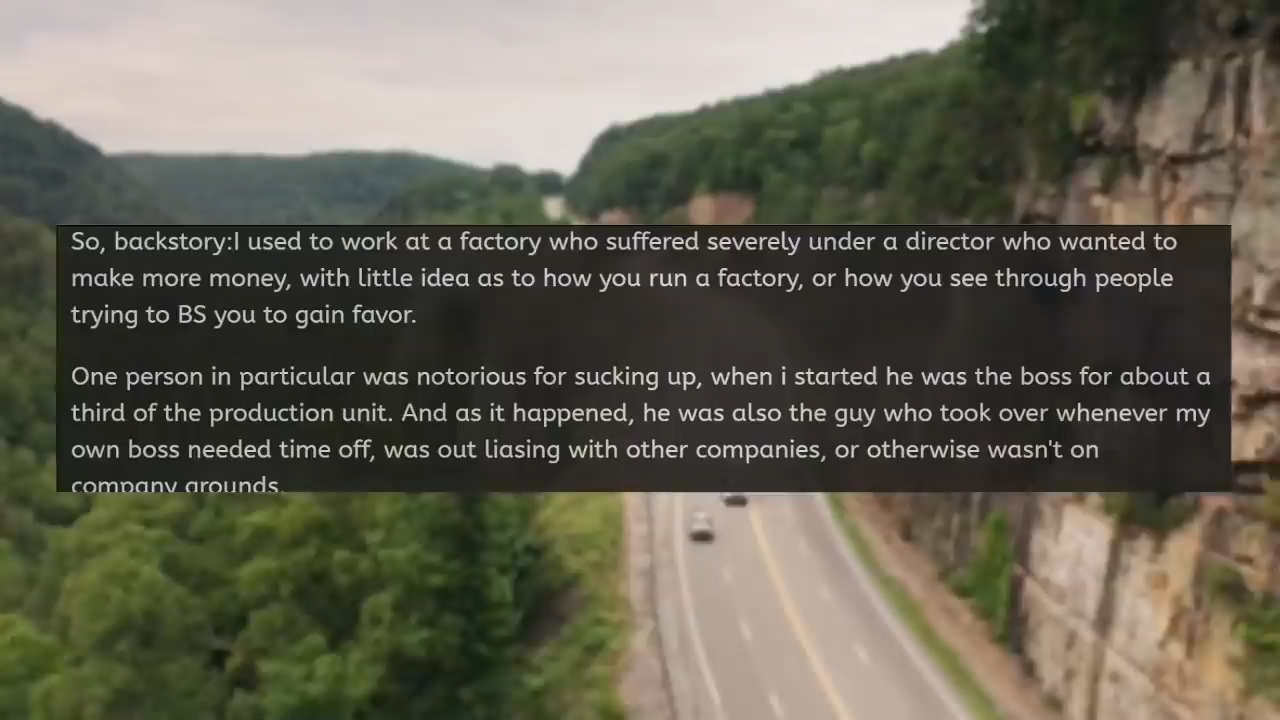 So, backstory:I used to work at a factory who suffered severely under a director who wanted to
make more money, with little idea as to how you run a factory, or how you see through people
trying to BS you to gain favor.
One person in particular was notorious for sucking up, when i started he was the boss for about a
third of the production unit. And as it happened, he was also the guy who took over whenever my
own boss needed time off, was out liasing with other companies, or otherwise wasn't on
company grounds.